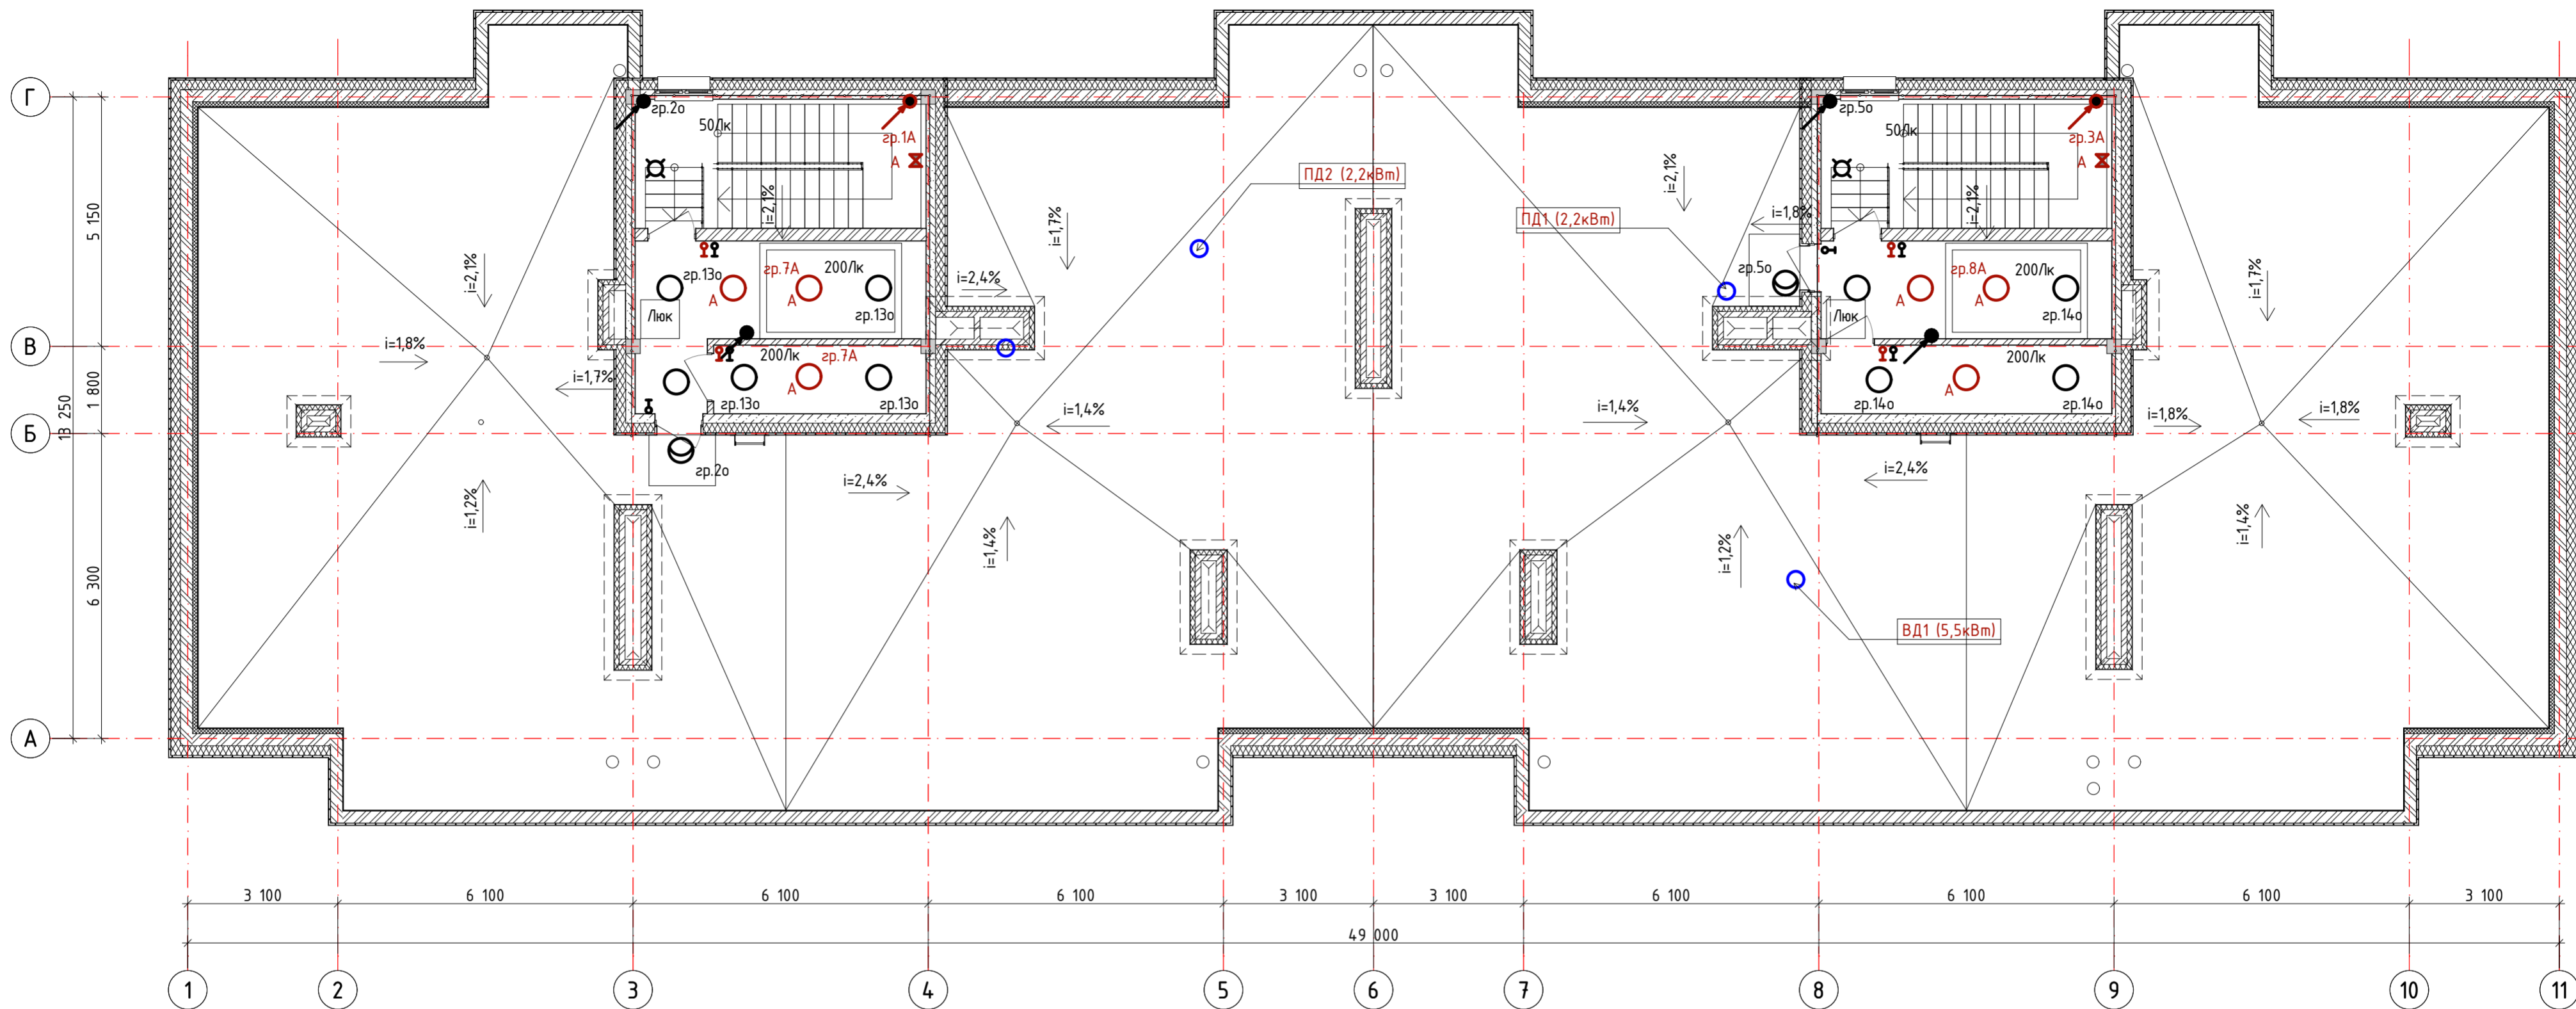 Г
В
Б
А
5 150
1 800
13 250
6 300
гр.2о
50Лк
гр.1А
А
i=2,1%
i=2,1%
i=1,7%
ПД2 (2,2кВт)
ПД1 (2,2кВт)
i=2,1%
i=1,8%
гр.5о
50Лк
гр.3А
А
i=2,1%
гр.13о
гр.7А
200Лк
А
А
гр.13о
Люк
i=2,4%
гр.5о
гр.8А
200Лк
А
А
гр.14о
Люк
i=1,7%
i=1,8%
i=1,7%
200Лк
гр.7А
А
гр.13о
гр.13о
200Лк
А
гр.14о
гр.14о
i=1,4%
i=1,4%
i=1,8%
i=1,8%
гр.2о
i=1,2%
i=2,4%
i=1,4%
i=2,4%
i=1,2%
i=1,4%
ВД1 (5,5кВт)
3 100
6 100
6 100
6 100
3 100
3 100
6 100
6 100
6 100
3 100
49 000
1
2
3
4
5
6
7
8
9
10
11